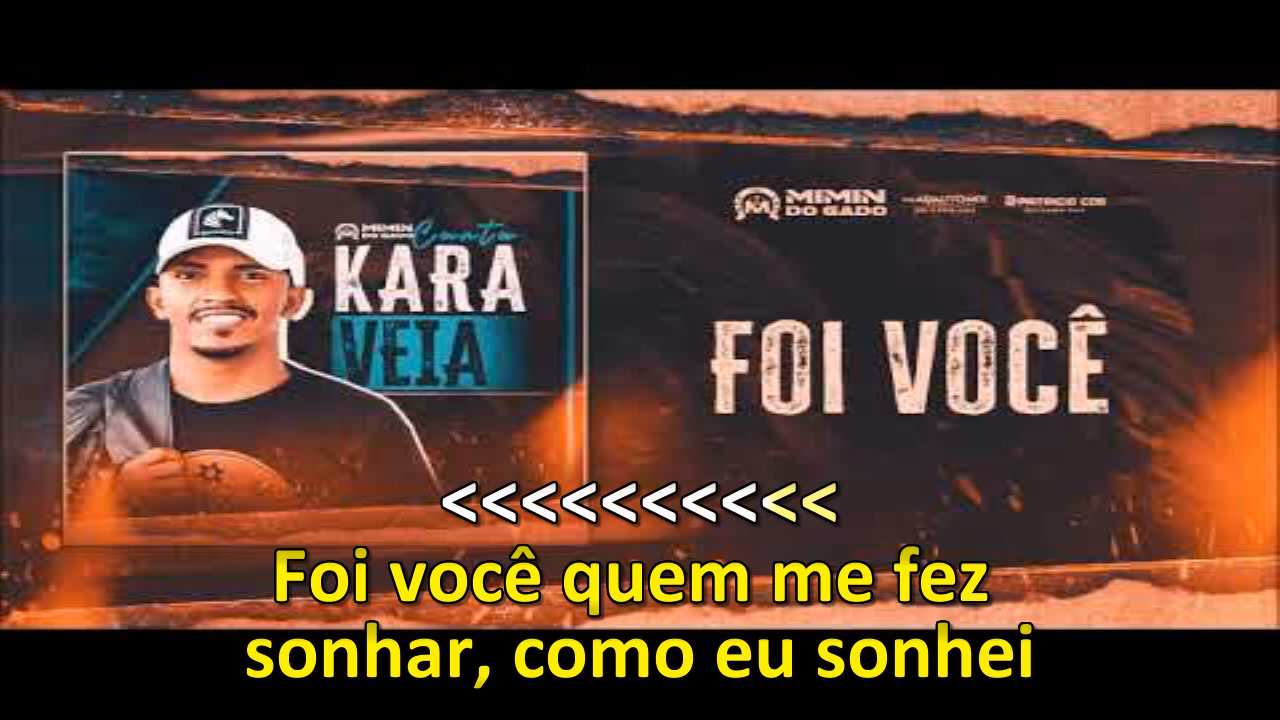 MIMIN
DO GADO
Canta
KARA
VEIA
MIMIN
DO GADO
FOI VOCÊ
<<<<<<<<<<
Foi você quem me fez
sonhar, como eu sonhei